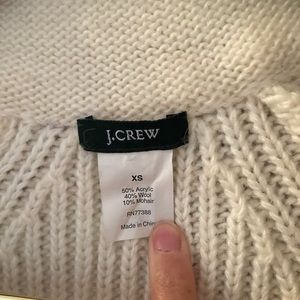 J.CREW
XS
50% Acrylic
40% Wool
10% Mohair
RN77388
Made in China